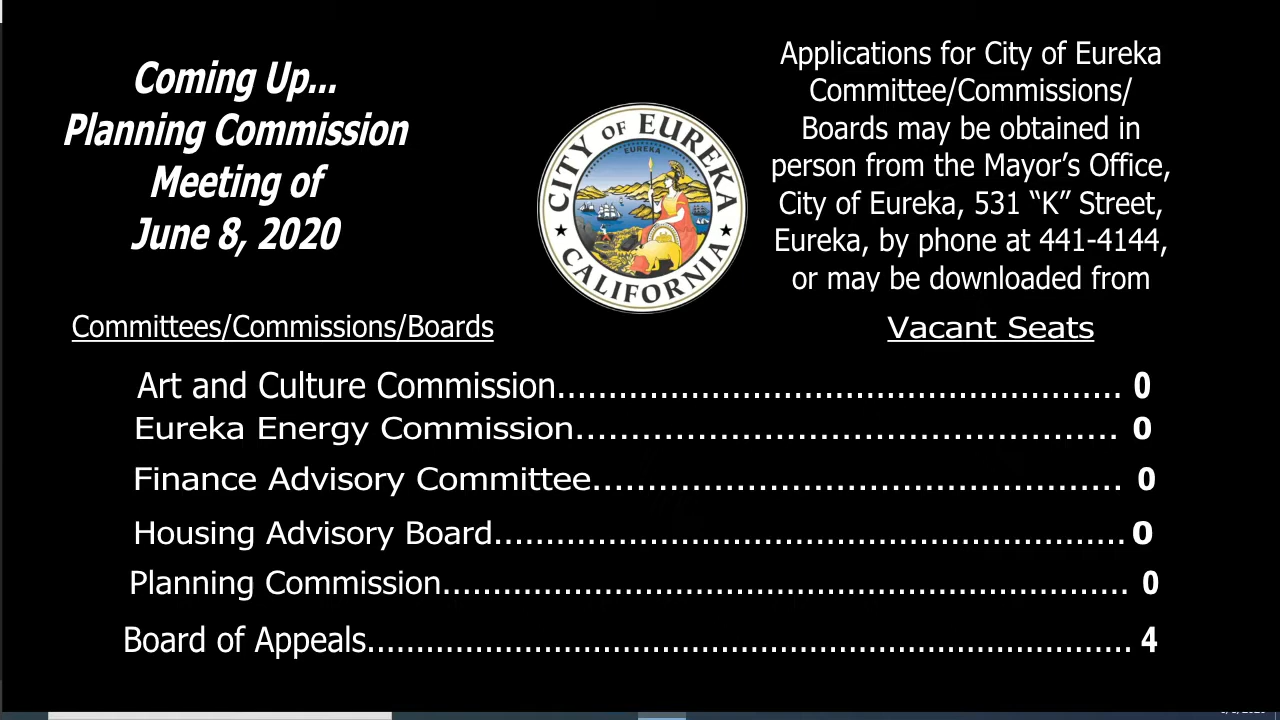 Coming Up...
Planning Commission
Meeting of
June 8, 2020
CITY OF EUREKA
EUREKA
CALIFORNIA
Applications for City of Eureka
Committee/Commissions/
Boards may be obtained in
person from the Mayor’s Office,
City of Eureka, 531 “K” Street,
Eureka, by phone at 441-4144,
or may be downloaded from
Committees/Commissions/Boards Vacant Seats
Art and Culture Commission....................................................... 0
Eureka Energy Commission................................................ 0
Finance Advisory Committee............................................... 0
Housing Advisory Board............................................................. 0
Planning Commission.................................................................... 0
Board of Appeals.............................................................................. 4